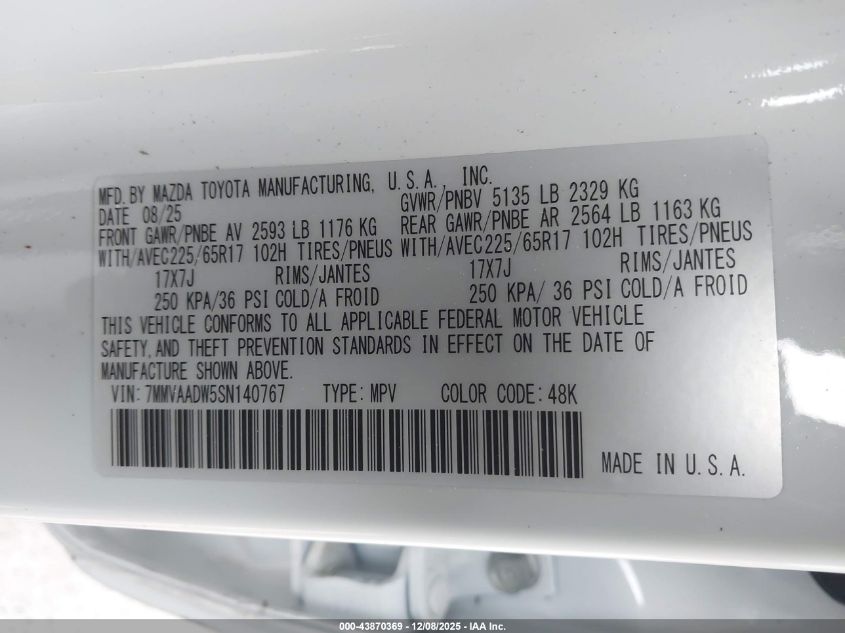 MFD. BY MAZDA TOYOTA MANUFACTURING, U.S.A., INC.
DATE 08/25 GVWR/PNBV 5135 LB 2329 KG
FRONT GAWR/PNBE AV 2593 LB 1176 KG REAR GAWR/PNBE AR 2564 LB 1163 KG
WITH/AVEC225/65R17 102H TIRES/PNEUS WITH/AVEC225/65R17 102H TIRES/PNEUS
17X7J RIMS/JANTES 17X7J RIMS/JANTES
250 KPA/36 PSI COLD/A FROID 250 KPA/ 36 PSI COLD/A FROID
THIS VEHICLE CONFORMS TO ALL APPLICABLE FEDERAL MOTOR VEHICLE
SAFETY, AND THEFT PREVENTION STANDARDS IN EFFECT ON THE DATE OF
MANUFACTURE SHOWN ABOVE.
VIN: 7MMVAADW5SN140767 TYPE: MPV COLOR CODE: 48K
MADE IN U.S.A.
000-43870369 - 12/08/2025 - IAA Inc.